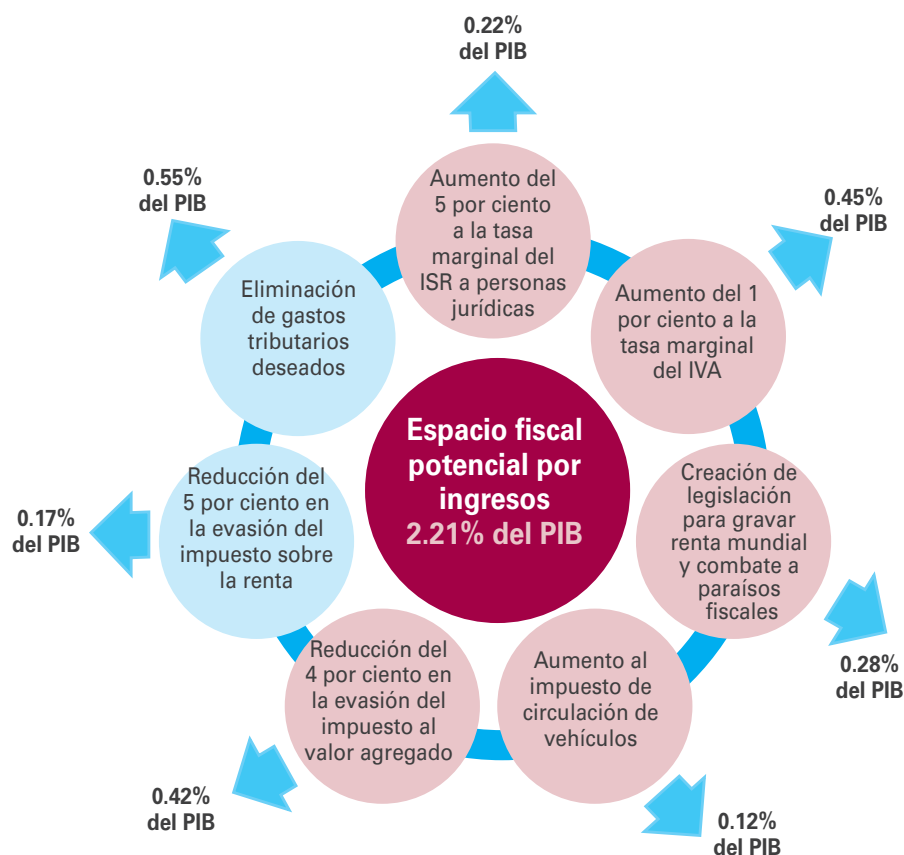 0.22%
del PIB
Aumento del
5 por ciento
a la tasa
marginal del
ISR a personas
jurídicas
0.45%
del PIB
Aumento del 1
por ciento a la
tasa marginal
del IVA
Creación de
legislación
para gravar
renta mundial
y combate a
paraísos
fiscales
0.28%
del PIB
Aumento al
impuesto de
circulación de
vehículos
0.12%
del PIB
Reducción del
4 por ciento en
la evasión del
impuesto al
valor agregado
0.42%
del PIB
Reducción del
5 por ciento en
la evasión del
impuesto sobre
la renta
0.17%
del PIB
Eliminación
de gastos
tributarios
deseados
0.55%
del PIB
Espacio fiscal
potencial por
ingresos
2.21% del PIB